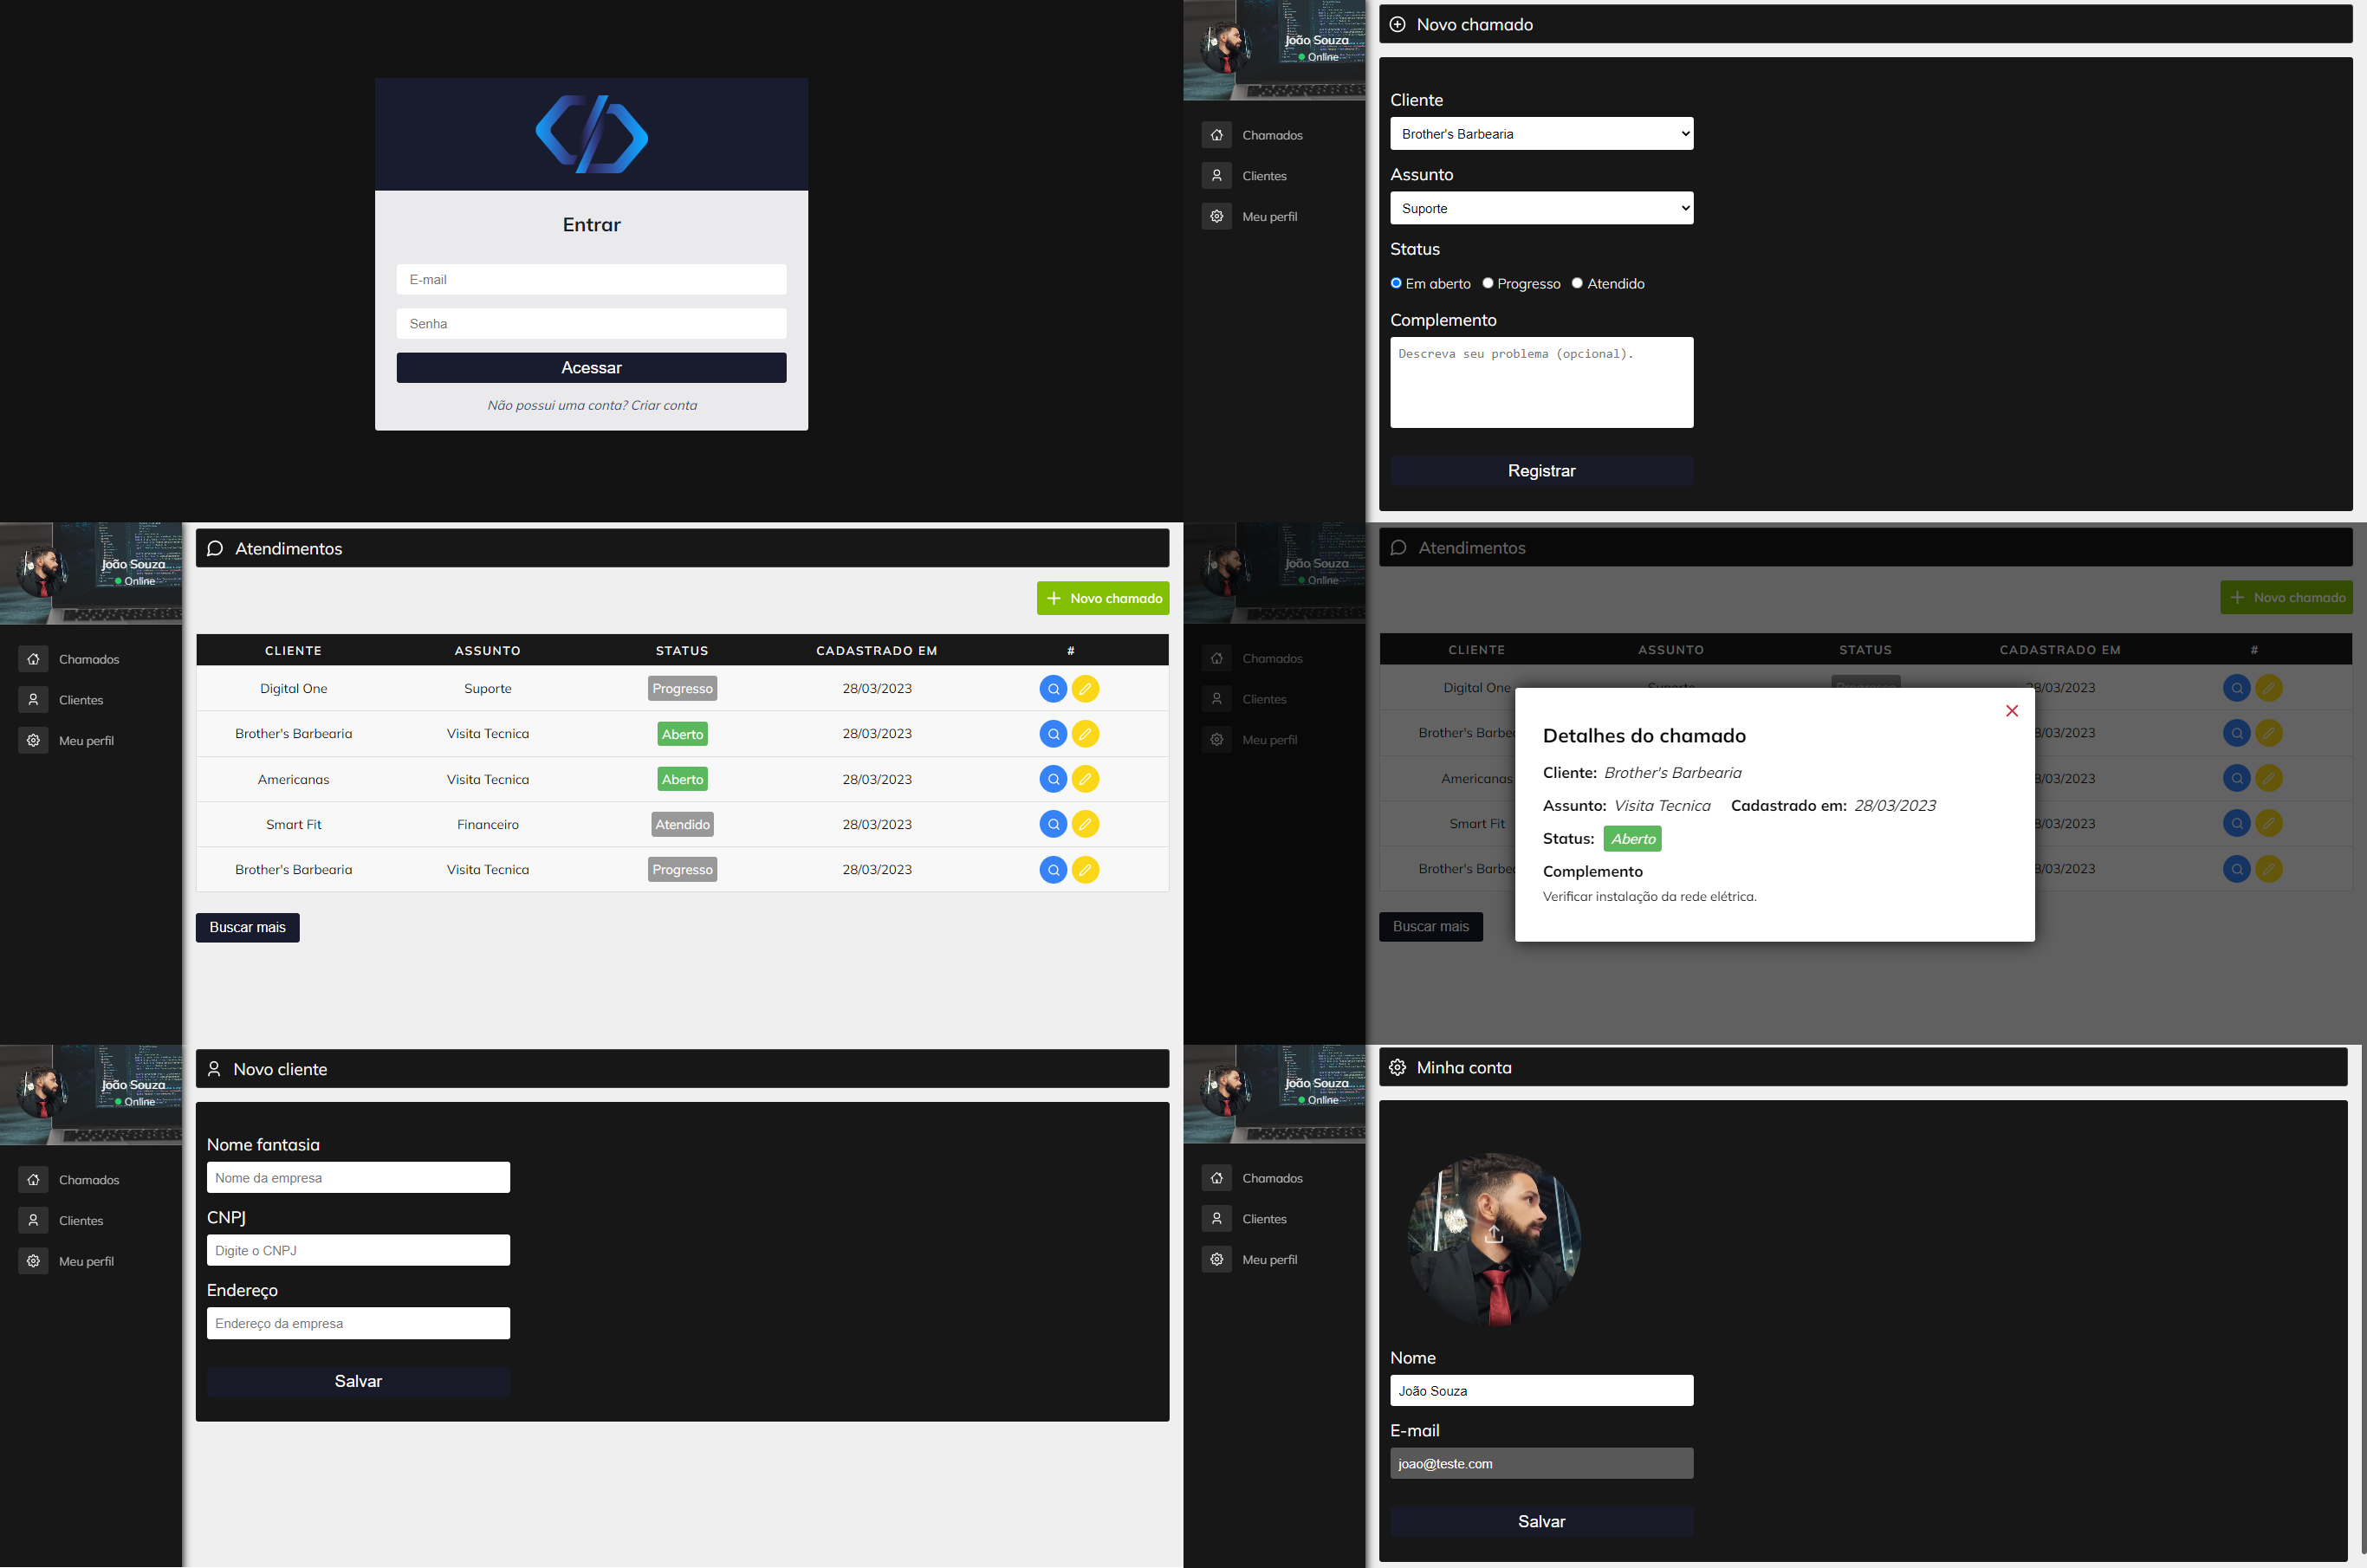 Entrar
E-mail
Senha
Acessar
Não possui uma conta? Criar conta
João Souza
Online
Chamados
Clientes
Meu perfil
Novo chamado
Cliente
Brother's Barbearia
Assunto
Suporte
Status
Em aberto Progresso Atendido
Complemento
Descreva seu problema (opcional).
Registrar
João Souza
Online
Chamados
Clientes
Meu perfil
Atendimentos
Novo chamado
CLIENTE ASSUNTO STATUS CADASTRADO EM #
Digital One Suporte Progresso 28/03/2023
Brother's Barbearia Visita Tecnica Aberto 28/03/2023
Americanas Visita Tecnica Aberto 28/03/2023
Smart Fit Financeiro Atendido 28/03/2023
Brother's Barbearia Visita Tecnica Progresso 28/03/2023
Buscar mais
João Souza
Online
Chamados
Clientes
Meu perfil
Atendimentos
Novo chamado
CLIENTE ASSUNTO STATUS CADASTRADO EM #
Digital One Suporte Progresso 8/03/2023
Brother's Barbe 8/03/2023
Americanas 8/03/2023
Smart Fit 8/03/2023
Brother's Barbe 8/03/2023
Buscar mais
Detalhes do chamado
Cliente: Brother's Barbearia
Assunto: Visita Tecnica Cadastrado em: 28/03/2023
Status: Aberto
Complemento
Verificar instalação da rede elétrica.
João Souza
Online
Chamados
Clientes
Meu perfil
Novo cliente
Nome fantasia
Nome da empresa
CNPJ
Digite o CNPJ
Endereço
Endereço da empresa
Salvar
João Souza
Online
Chamados
Clientes
Meu perfil
Minha conta
Nome
João Souza
E-mail
joao@teste.com
Salvar